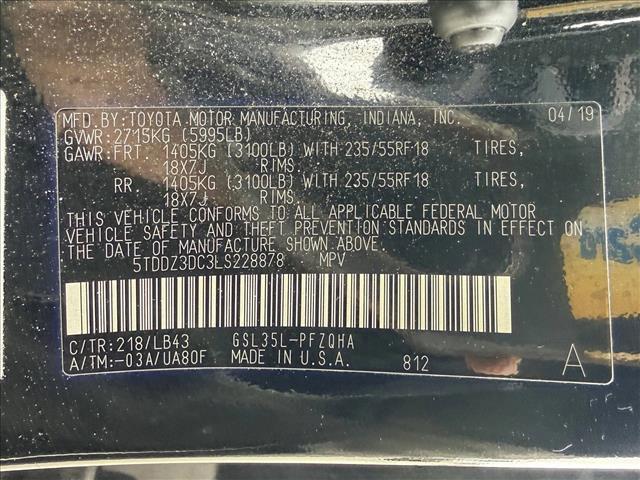 MFD. BY: TOYOTA MOTOR MANUFACTURING, INDIANA, INC. 04/19
GVWR: 2715KG (5995LB)
GAWR: FRT. 1405KG (3100LB) WITH 235/55RF18 TIRES,
18X7J RIMS,
RR. 1405KG (3100LB) WITH 235/55RF18 TIRES,
18X7J RIMS,
THIS VEHICLE CONFORMS TO ALL APPLICABLE FEDERAL MOTOR
VEHICLE SAFETY, BUMPER, AND THEFT PREVENTION STANDARDS IN EFFECT ON
THE DATE OF MANUFACTURE SHOWN ABOVE.
5TDDZ3DC3LS228878 MPV
C/TR: 218/LB43 GSL35L-PFZQHA
A/TM: -03A/UA80F MADE IN U.S.A. 812 A